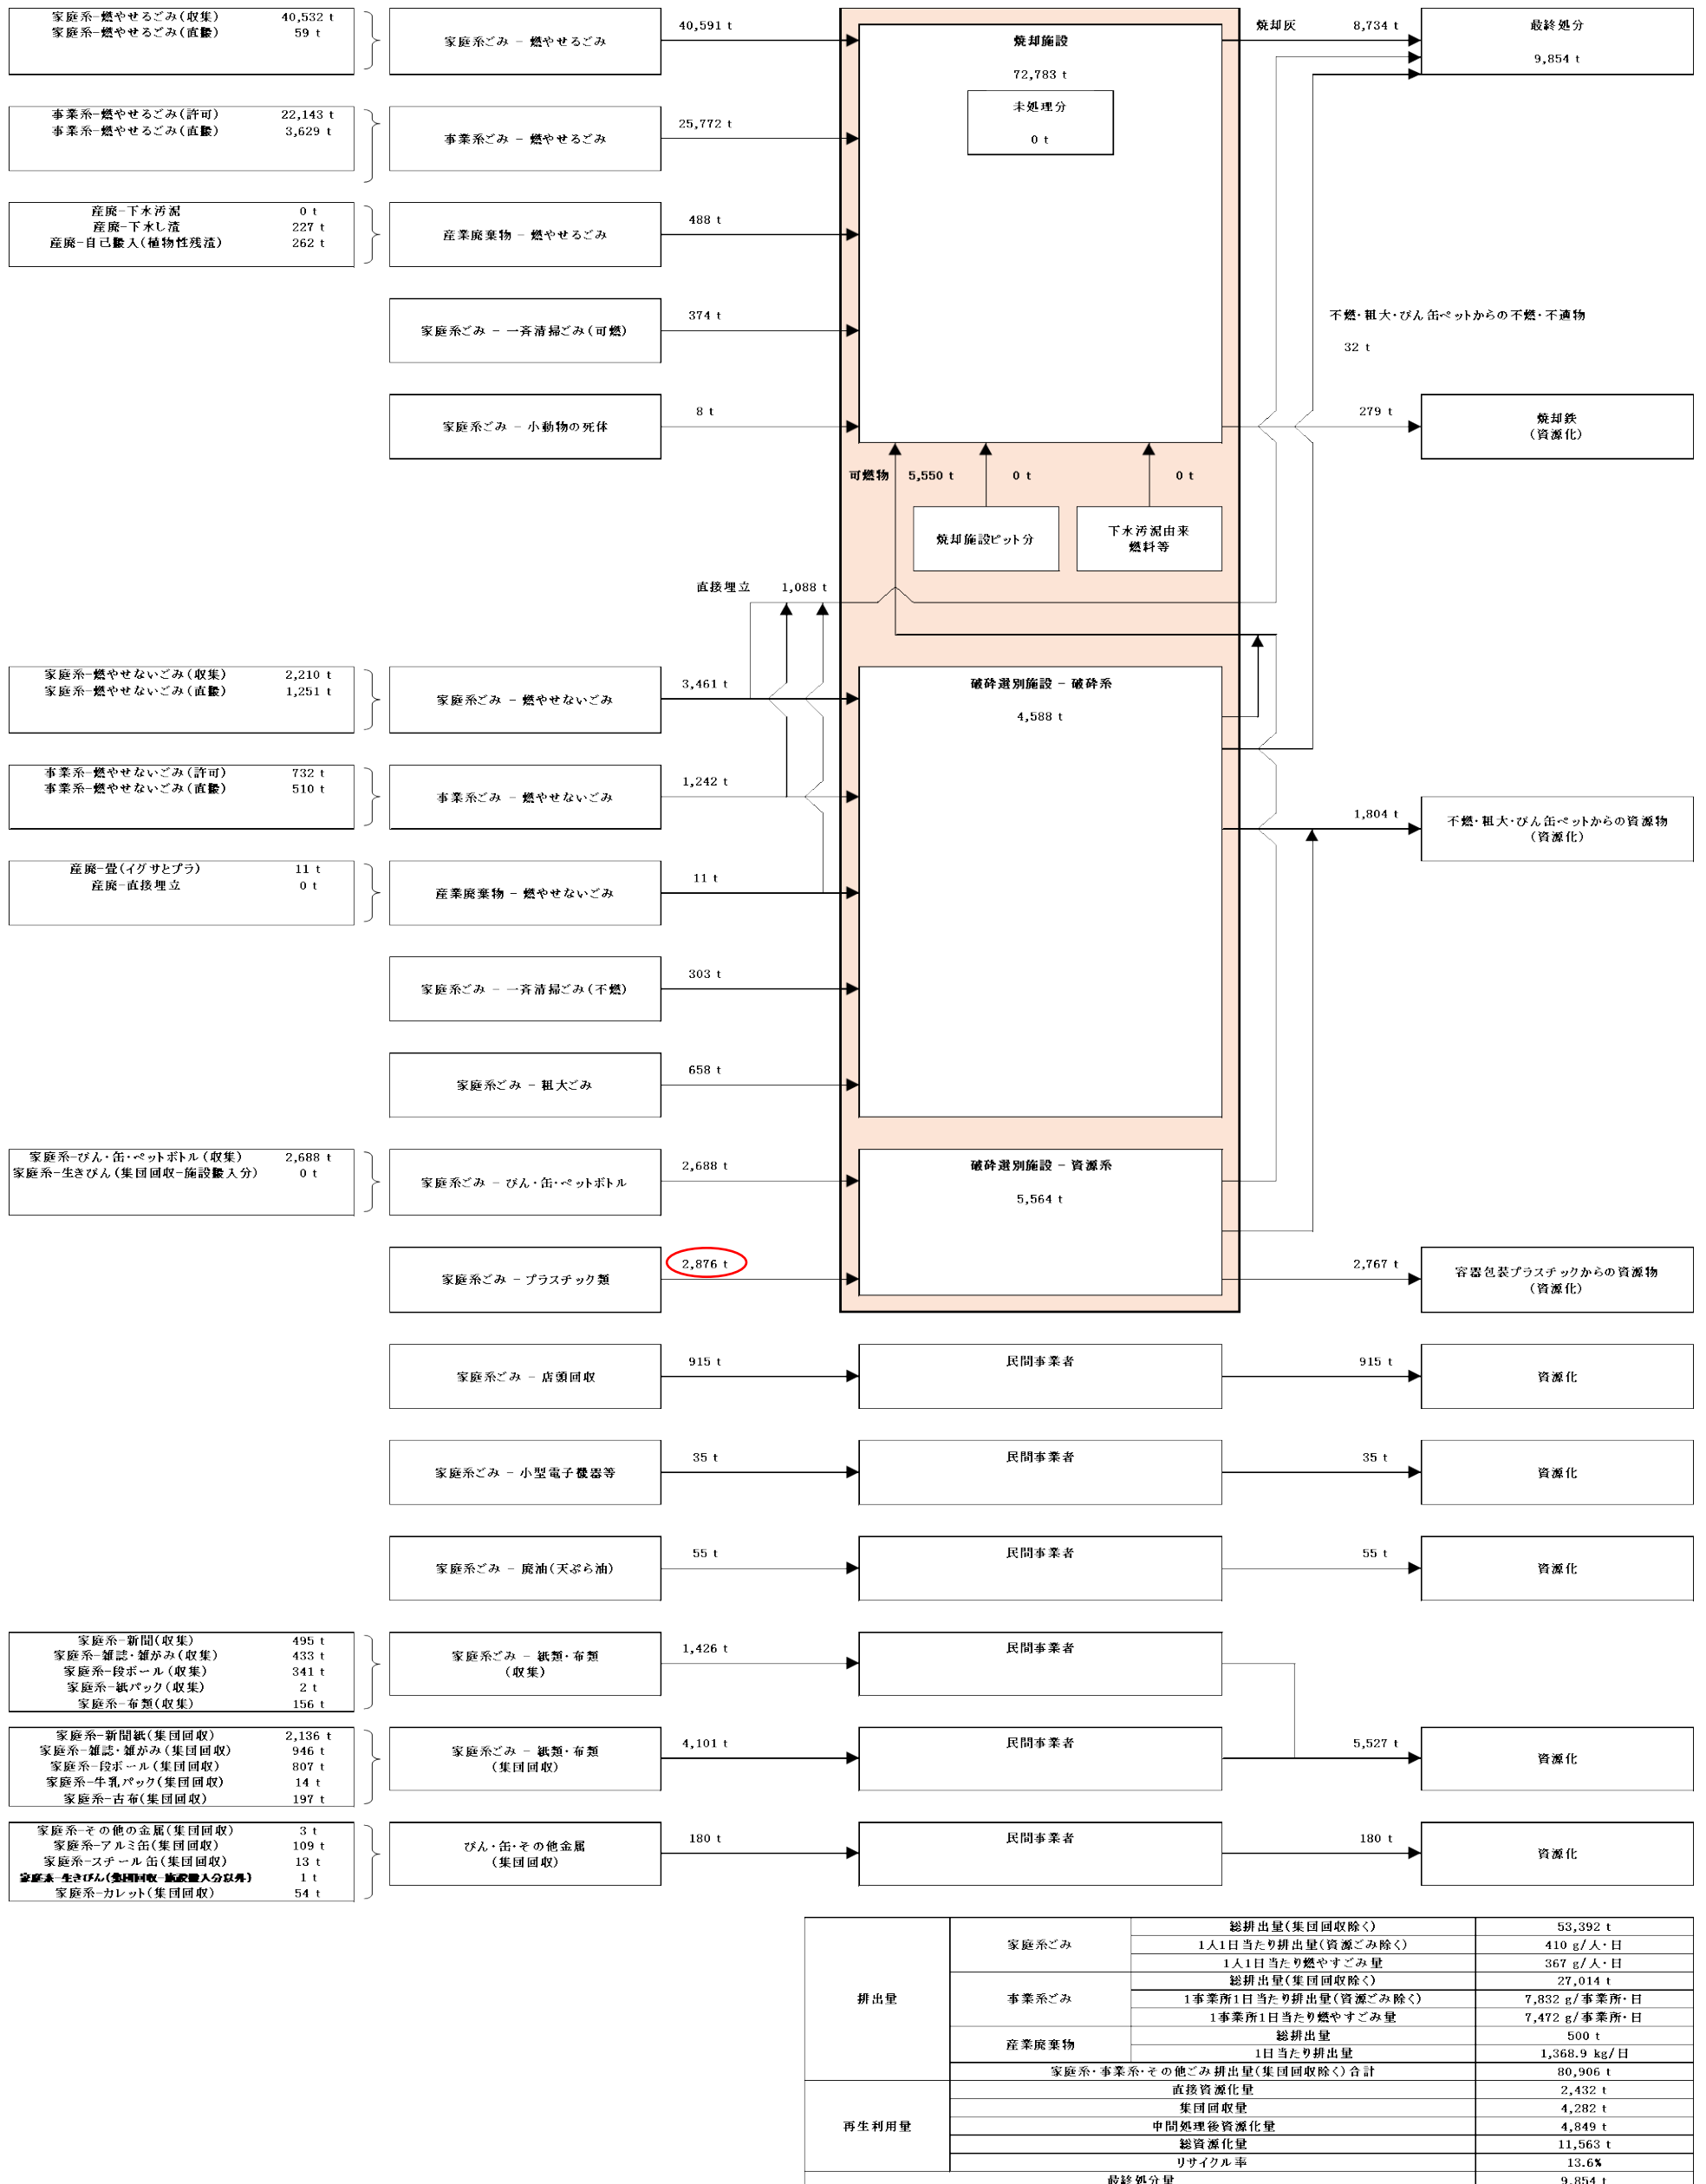 家庭系-燃やせるごみ(収集) 40,532 t
家庭系-燃やせるごみ(直搬) 59 t
家庭系ごみ － 燃やせるごみ
40,591 t
焼却施設
72,783 t
未処理分
0 t
焼却灰 8,734 t
最終処分
9,854 t
事業系-燃やせるごみ(許可) 22,143 t
事業系-燃やせるごみ(直搬) 3,629 t
事業系ごみ － 燃やせるごみ
25,772 t
産廃-下水汚泥 0 t
産廃-下水し渣 227 t
産廃-自己搬入(植物性残渣) 262 t
産業廃棄物 － 燃やせるごみ
488 t
家庭系ごみ － 一斉清掃ごみ(可燃)
374 t
不燃・粗大・びん缶ペットからの不燃・不適物
32 t
家庭系ごみ － 小動物の死体
8 t
279 t
焼却鉄
(資源化)
可燃物 5,550 t
0 t
0 t
焼却施設ピット分
下水汚泥由来
燃料等
直接埋立 1,088 t
家庭系-燃やせないごみ(収集) 2,210 t
家庭系-燃やせないごみ(直搬) 1,251 t
家庭系ごみ － 燃やせないごみ
3,461 t
破砕選別施設 － 破砕系
4,588 t
事業系-燃やせないごみ(許可) 732 t
事業系-燃やせないごみ(直搬) 510 t
事業系ごみ － 燃やせないごみ
1,242 t
1,804 t
不燃・粗大・びん缶ペットからの資源物
(資源化)
産廃-畳(イグサとプラ) 11 t
産廃-直接埋立 0 t
産業廃棄物 － 燃やせないごみ
11 t
家庭系ごみ － 一斉清掃ごみ(不燃)
303 t
家庭系ごみ － 粗大ごみ
658 t
家庭系-びん・缶・ペットボトル(収集) 2,688 t
家庭系-生きびん(集団回収-施設搬入分) 0 t
家庭系ごみ － びん・缶・ペットボトル
2,688 t
破砕選別施設 － 資源系
5,564 t
家庭系ごみ － プラスチック類
2,876 t
2,767 t
容器包装プラスチックからの資源物
(資源化)
家庭系ごみ － 店頭回収
915 t
民間事業者
915 t
資源化
家庭系ごみ － 小型電子機器等
35 t
民間事業者
35 t
資源化
家庭系ごみ － 廃油(天ぷら油)
55 t
民間事業者
55 t
資源化
家庭系-新聞(収集) 495 t
家庭系-雑誌・雑がみ(収集) 433 t
家庭系-段ボール(収集) 341 t
家庭系-紙パック(収集) 2 t
家庭系-布類(収集) 156 t
家庭系ごみ － 紙類・布類
(収集)
1,426 t
民間事業者
家庭系-新聞紙(集団回収) 2,136 t
家庭系-雑誌・雑がみ(集団回収) 946 t
家庭系-段ボール(集団回収) 807 t
家庭系-牛乳パック(集団回収) 14 t
家庭系-古布(集団回収) 197 t
家庭系ごみ － 紙類・布類
(集団回収)
4,101 t
民間事業者
5,527 t
資源化
家庭系-その他の金属(集団回収) 3 t
家庭系-アルミ缶(集団回収) 109 t
家庭系-スチール缶(集団回収) 13 t
家庭系-生きびん(集団回収-施設搬入分以外) 1 t
家庭系-カレット(集団回収) 54 t
びん・缶・その他金属
(集団回収)
180 t
民間事業者
180 t
資源化
排出量
家庭系ごみ
総排出量(集団回収除く) 53,392 t
1人1日当たり排出量(資源ごみ除く) 410 g/人・日
1人1日当たり燃やすごみ量 367 g/人・日
事業系ごみ
総排出量(集団回収除く) 27,014 t
1事業所1日当たり排出量(資源ごみ除く) 7,832 g/事業所・日
1事業所1日当たり燃やすごみ量 7,472 g/事業所・日
産業廃棄物
総排出量 500 t
1日当たり排出量 1,368.9 kg/日
家庭系・事業系・その他ごみ排出量(集団回収除く)合計 80,906 t
再生利用量
直接資源化量 2,432 t
集団回収量 4,282 t
中間処理後資源化量 4,849 t
総資源化量 11,563 t
リサイクル率 13.6%
最終処分量 9,854 t